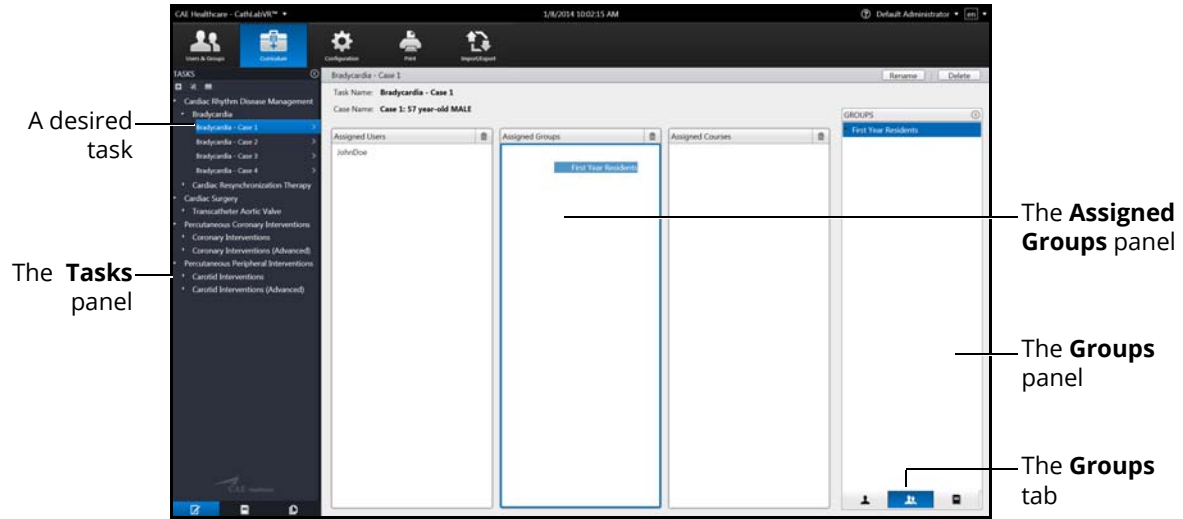 CAE Healthcare - CathLabVR™
1/8/2014 10:02:15 AM
Default Administrator
en
Users & Groups
Curriculum
Configuration
Print
Import/Export
TASKS
Cardiac Rhythm Disease Management
Bradycardia
Bradycardia - Case 1
Bradycardia - Case 2
Bradycardia - Case 3
Bradycardia - Case 4
Cardiac Resynchronization Therapy
Cardiac Surgery
Transcatheter Aortic Valve
Percutaneous Coronary Interventions
Coronary Interventions
Coronary Interventions (Advanced)
Percutaneous Peripheral Interventions
Carotid Interventions
Carotid Interventions (Advanced)
CAE Healthcare
Bradycardia - Case 1
Rename
Delete
Task Name: Bradycardia - Case 1
Case Name: Case 1: 57 year-old MALE
Assigned Users
JohnDoe
Assigned Groups
First Year Residents
Assigned Courses
GROUPS
First Year Residents
A desired
task
The Tasks
panel
The Assigned
Groups panel
The Groups
panel
The Groups
tab